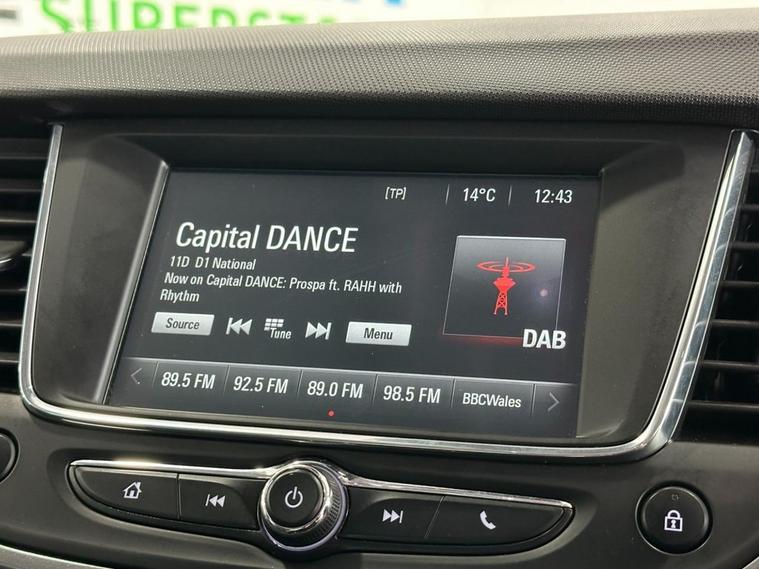 SUPERSTO
[TP] 14°C 12:43
Capital DANCE
11D D1 National
Now on Capital DANCE: Prospa ft. RAHH with
Rhythm
Source Tune Menu
DAB
89.5 FM 92.5 FM 89.0 FM 98.5 FM BBCWales